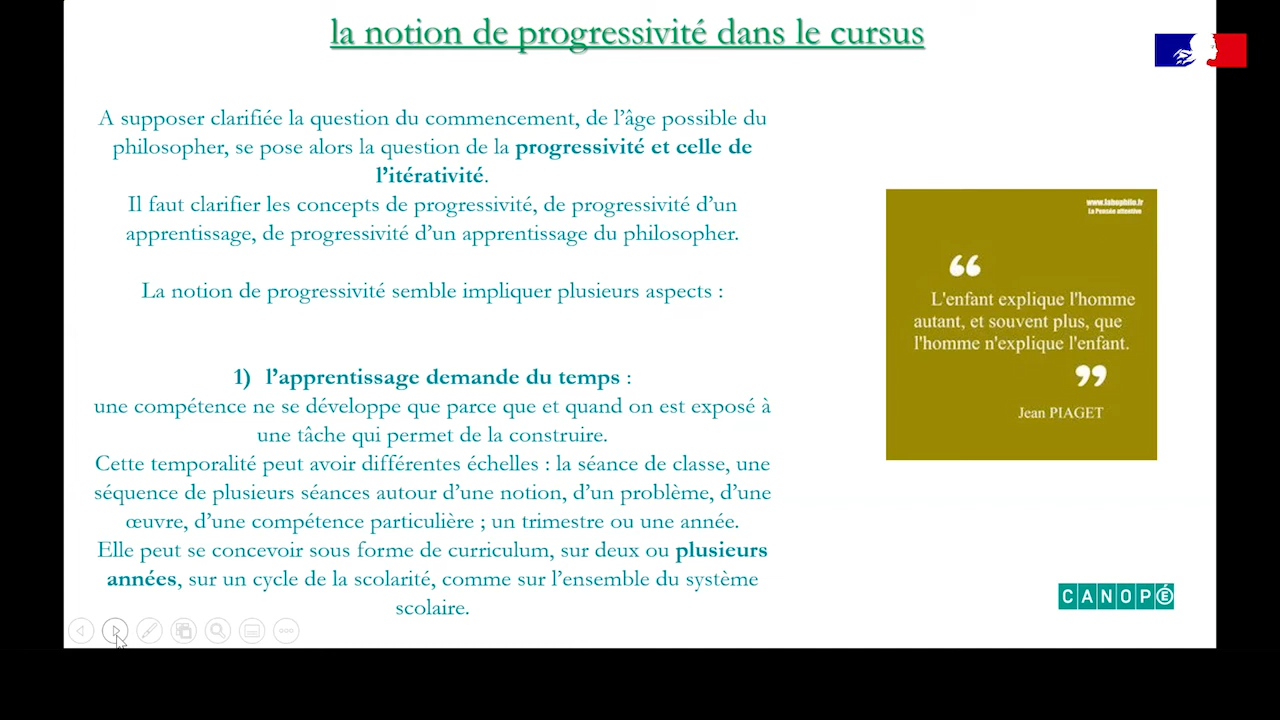 la notion de progressivité dans le cursus
A supposer clarifiée la question du commencement, de l’âge possible du
philosopher, se pose alors la question de la progressivité et celle de
l’itérativité.
Il faut clarifier les concepts de progressivité, de progressivité d’un
apprentissage, de progressivité d’un apprentissage du philosopher.
La notion de progressivité semble impliquer plusieurs aspects :
1) l’apprentissage demande du temps :
une compétence ne se développe que parce que et quand on est exposé à
une tâche qui permet de la construire.
Cette temporalité peut avoir différentes échelles : la séance de classe, une
séquence de plusieurs séances autour d’une notion, d’un problème, d’une
œuvre, d’une compétence particulière ; un trimestre ou une année.
Elle peut se concevoir sous forme de curriculum, sur deux ou plusieurs
années, sur un cycle de la scolarité, comme sur l’ensemble du système
scolaire.
www.labophilo.fr
La Pensée attentive
“
L'enfant explique l'homme
autant, et souvent plus, que
l'homme n'explique l'enfant.
”
Jean PIAGET
CANOPÉ